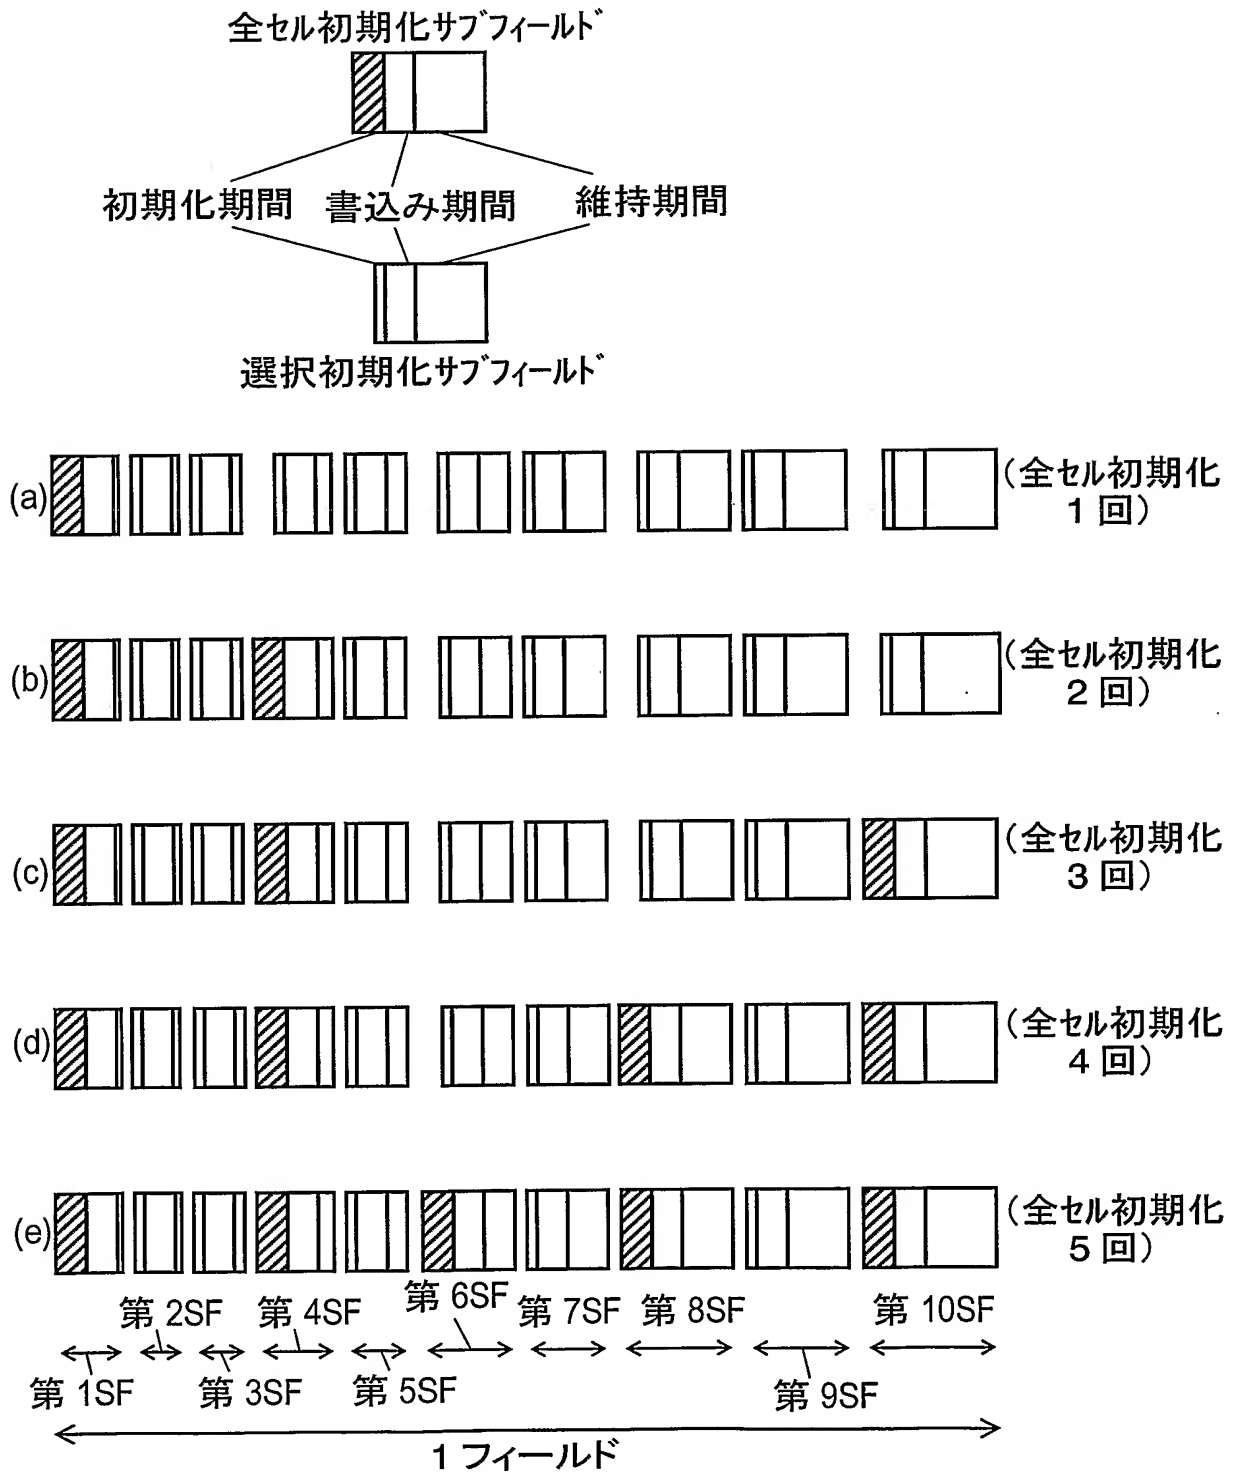 全セル初期化サブフィールド
初期化期間 書込み期間 維持期間
選択初期化サブフィールド
(a) (全セル初期化
1回)
(b) (全セル初期化
2回)
(c) (全セル初期化
3回)
(d) (全セル初期化
4回)
(e) (全セル初期化
5回)
第 2SF 第 4SF 第 6SF 第 7SF 第 8SF 第 10SF
第 1SF 第 3SF 第 5SF 第 9SF
1 フィールド